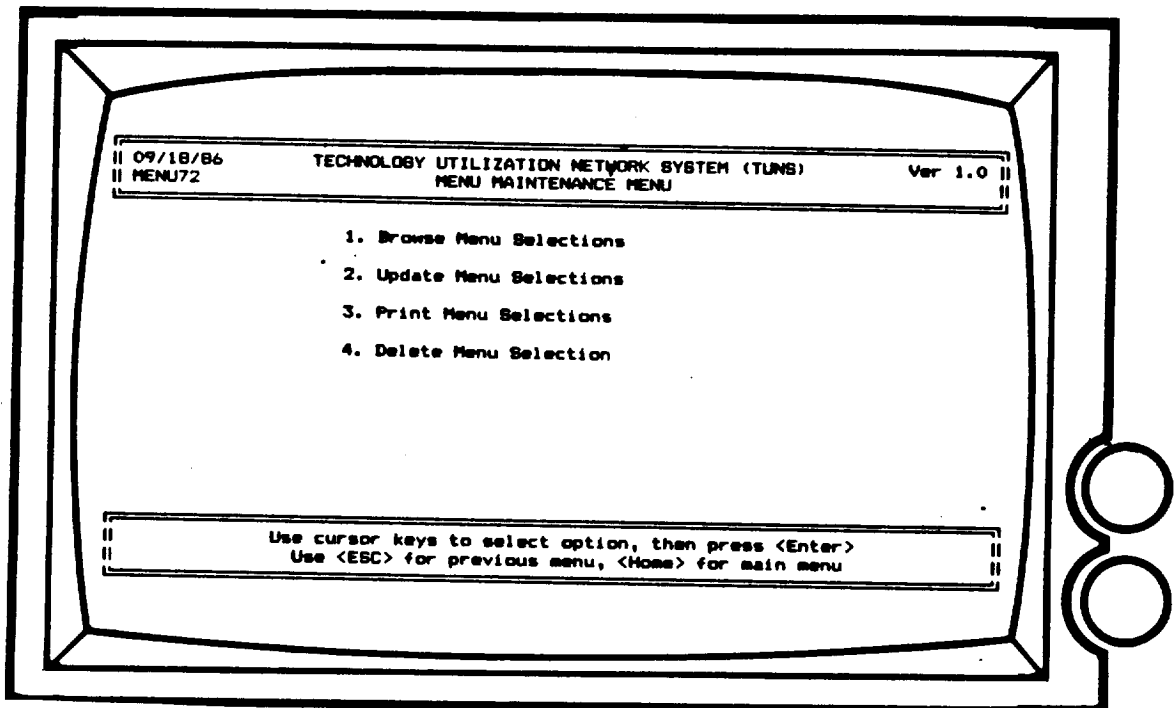 09/18/86 TECHNOLOGY UTILIZATION NETWORK SYSTEM (TUNS) Ver 1.0
MENU72 MENU MAINTENANCE MENU
1. Browse Menu Selections
2. Update Menu Selections
3. Print Menu Selections
4. Delete Menu Selection
Use cursor keys to select option, then press <Enter>
Use <ESC> for previous menu, <Home> for main menu